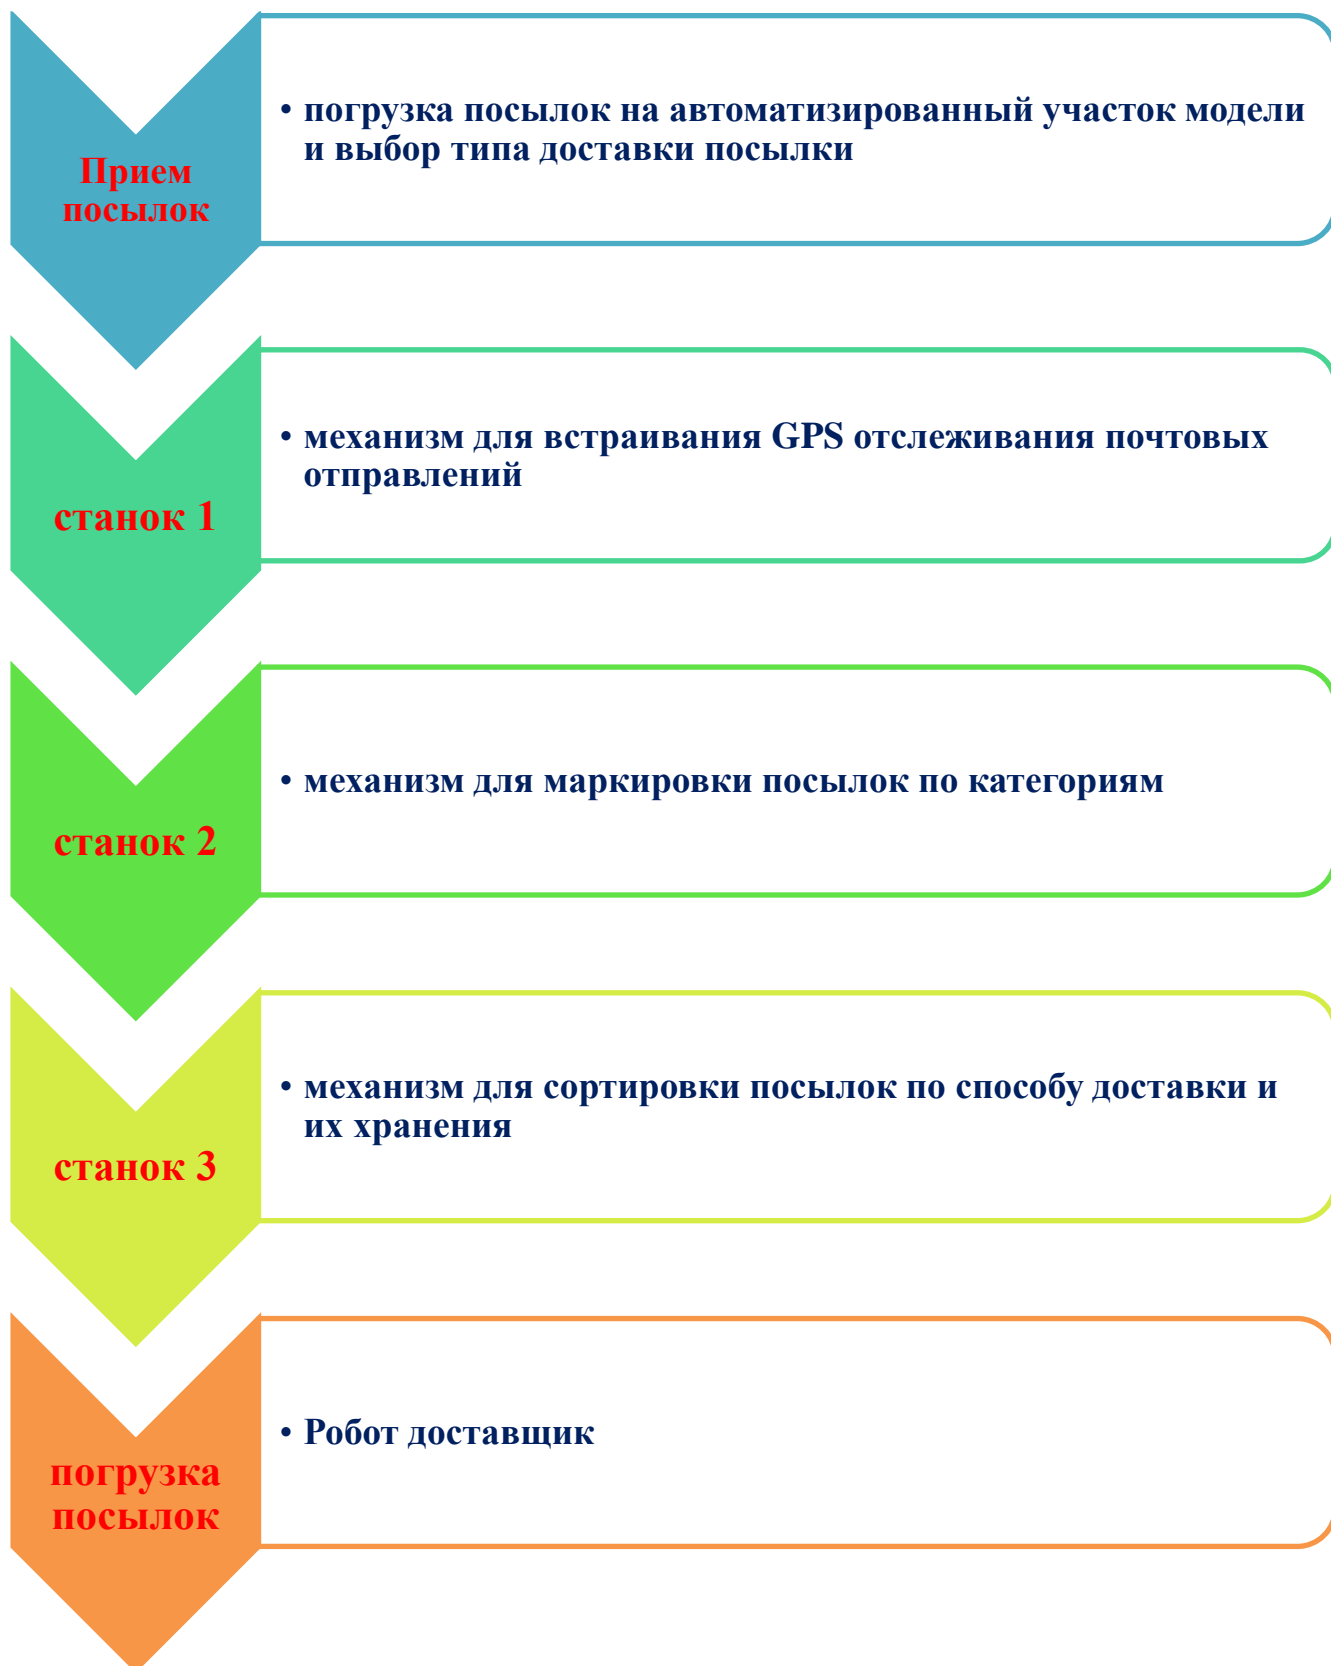 Прием
посылок
• погрузка посылок на автоматизированный участок модели
и выбор типа доставки посылки
станок 1
• механизм для встраивания GPS отслеживания почтовых
отправлений
станок 2
• механизм для маркировки посылок по категориям
станок 3
• механизм для сортировки посылок по способу доставки и
их хранения
погрузка
посылок
• Робот доставщик